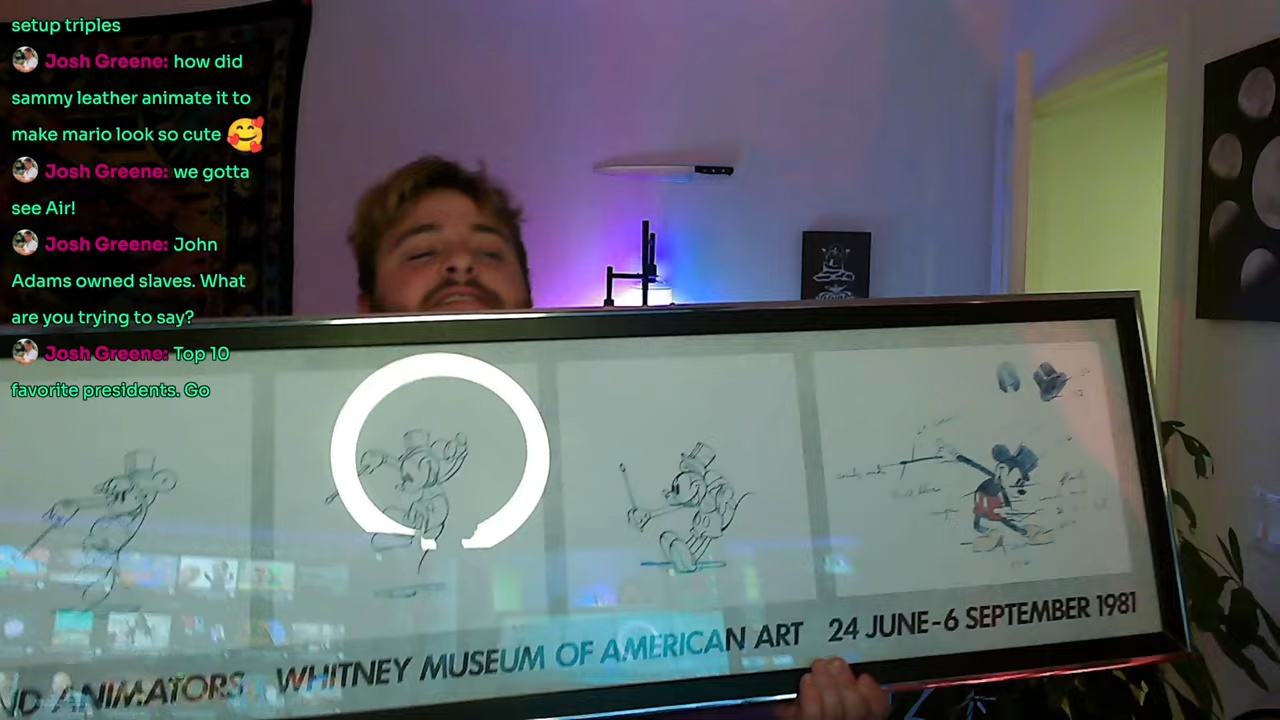 setup triples
Josh Greene: how did
sammy leather animate it to
make mario look so cute 🥰
Josh Greene: we gotta
see Air!
Josh Greene: John
Adams owned slaves. What
are you trying to say?
Josh Greene: Top 10
favorite presidents. Go
ND ANIMATORS WHITNEY MUSEUM OF AMERICAN ART 24 JUNE-6 SEPTEMBER 1981